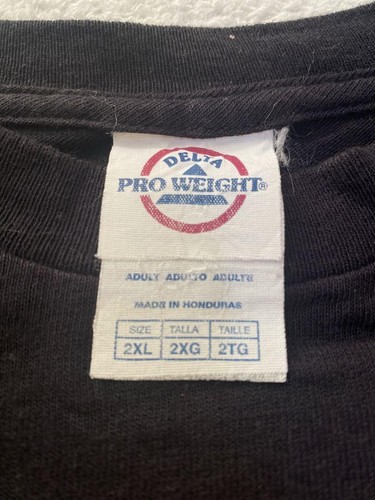 DELTA
PRO WEIGHT®
ADULT ADULTO ADULTE
MADE IN HONDURAS
SIZE TALLA TAILLE
2XL 2XG 2TG